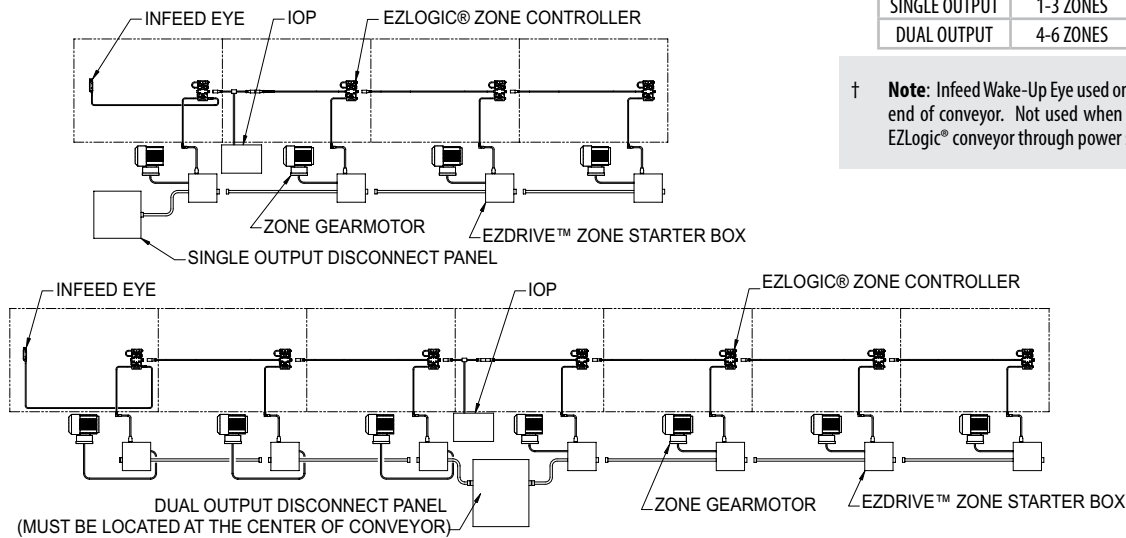 INFEED EYE
IOP
EZLOGIC® ZONE CONTROLLER
SINGLE OUTPUT 1-3 ZONES
DUAL OUTPUT 4-6 ZONES
† Note: Infeed Wake-Up Eye used
end of conveyor. Not used when
EZLogic® conveyor through power
ZONE GEARMOTOR
EZDRIVE™ ZONE STARTER BOX
SINGLE OUTPUT DISCONNECT PANEL
INFEED EYE
IOP
EZLOGIC® ZONE CONTROLLER
DUAL OUTPUT DISCONNECT PANEL
(MUST BE LOCATED AT THE CENTER OF CONVEYOR)
ZONE GEARMOTOR
EZDRIVE™ ZONE STARTER BOX